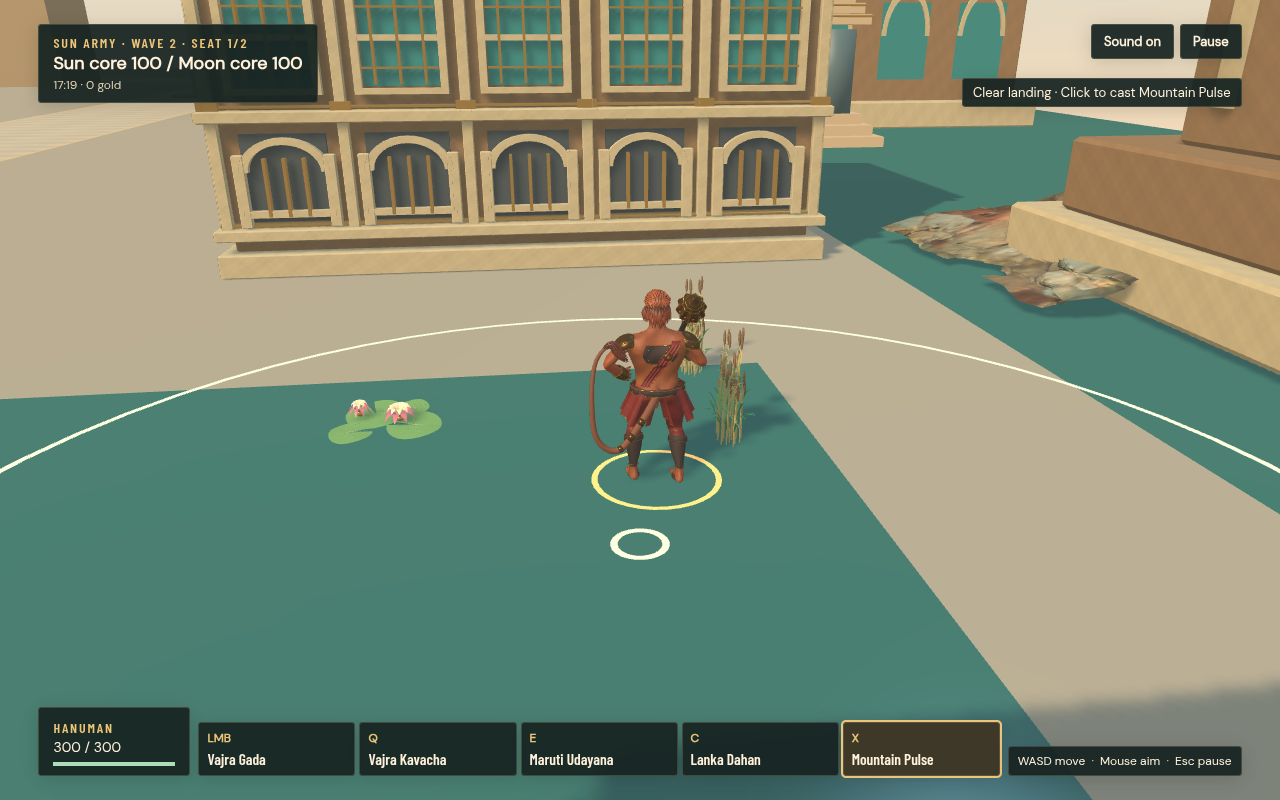 SUN ARMY · WAVE 2 · SEAT 1/2
Sun core 100 / Moon core 100
17:19 · 0 gold
Sound on
Pause
Clear landing · Click to cast Mountain Pulse
HANUMAN
300 / 300
LMB
Vajra Gada
Q
Vajra Kavacha
E
Maruti Udayana
C
Lanka Dahan
X
Mountain Pulse
WASD move · Mouse aim · Esc pause